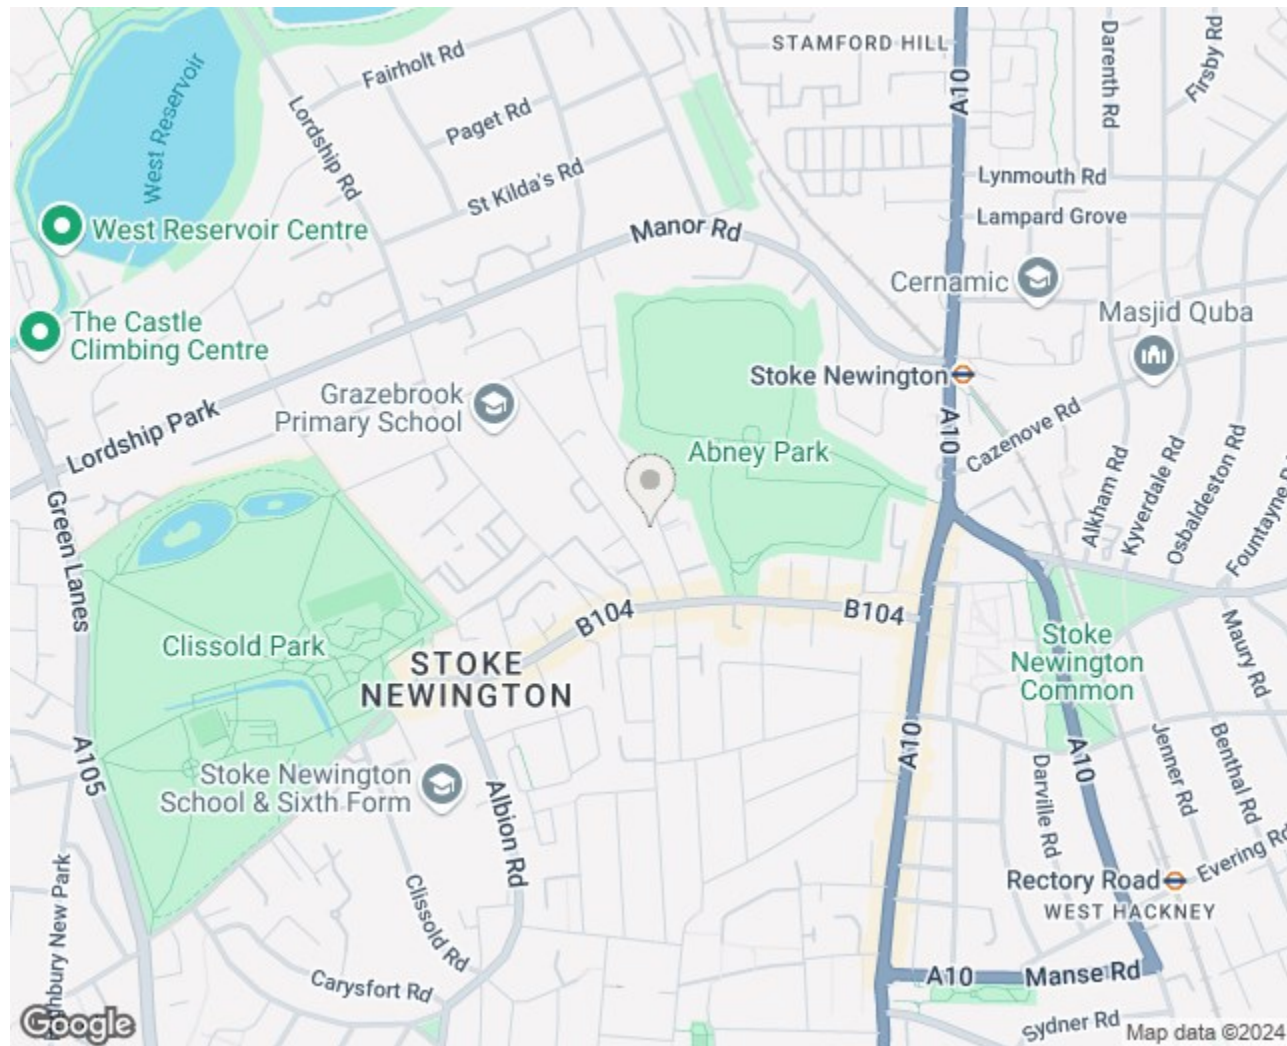 STAMFORD HILL
A10
Darenth Rd
Firsby Rd
Fairholt Rd
Lordship Rd
Paget Rd
St Kilda's Rd
West Reservoir
West Reservoir Centre
Manor Rd
Lynmouth Rd
Lampard Grove
Cernamic
Masjid Quba
The Castle
Climbing Centre
Grazebrook
Primary School
Lordship Park
Stoke Newington
A10
Cazenove Rd
Abney Park
Alkham Rd
Kyverdale Rd
Osbaldeston Rd
Fountayne Rd
Green Lanes
Clissold Park
B104
B104
STOKE
NEWINGTON
Stoke
Newington
Common
Maury Rd
A105
A10
A10
Darville Rd
Jenner Rd
Benthal Rd
Stoke Newington
School & Sixth Form
Albion Rd
Clissold Rd
Evering Rd
Rectory Road
WEST HACKNEY
Highbury New Park
Carysfort Rd
A10
Manse Rd
Sydner Rd
Google
Map data ©2024